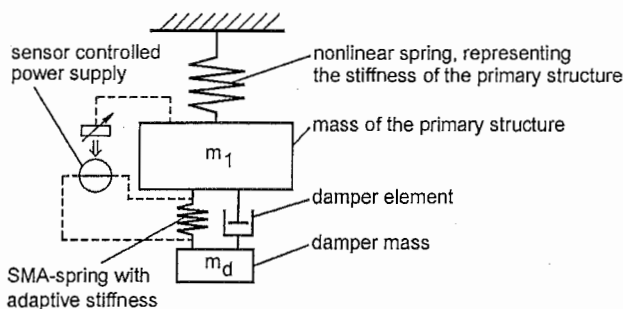 sensor controlled
power supply
nonlinear spring, representing
the stiffness of the primary structure
mass of the primary structure
m1
damper element
damper mass
md
SMA-spring with
adaptive stiffness